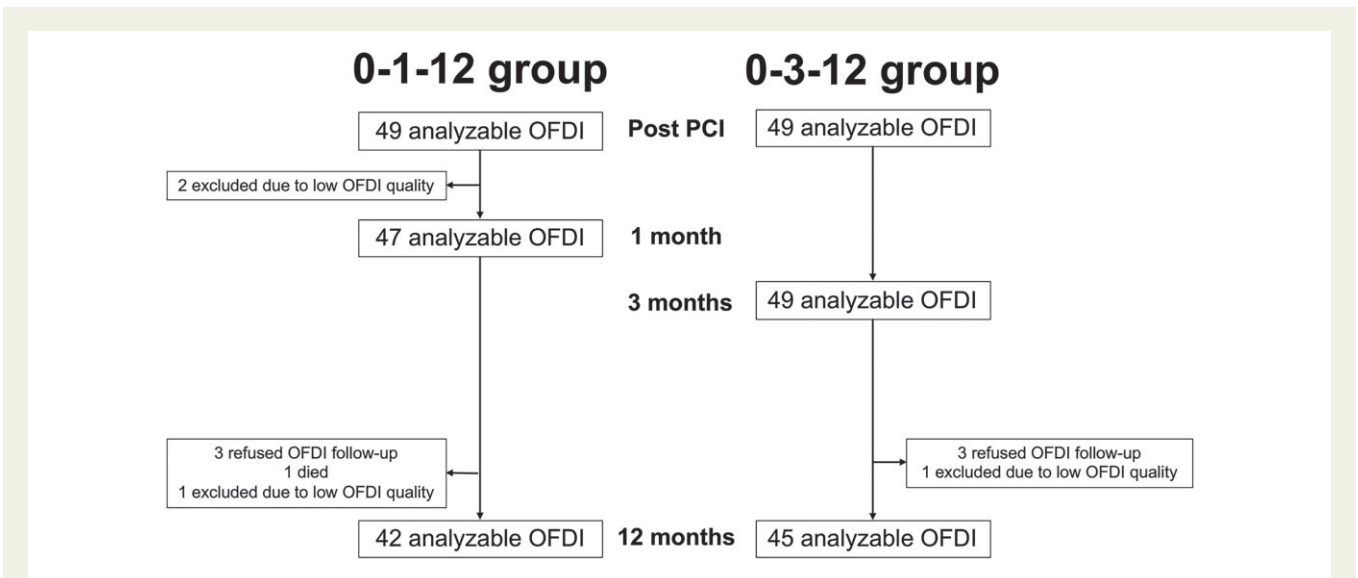 0-1-12 group
0-3-12 group
49 analyzable OFDI
Post PCI
49 analyzable OFDI
2 excluded due to low OFDI quality
47 analyzable OFDI
1 month
3 months
49 analyzable OFDI
3 refused OFDI follow-up
1 died
1 excluded due to low OFDI quality
3 refused OFDI follow-up
1 excluded due to low OFDI quality
42 analyzable OFDI
12 months
45 analyzable OFDI